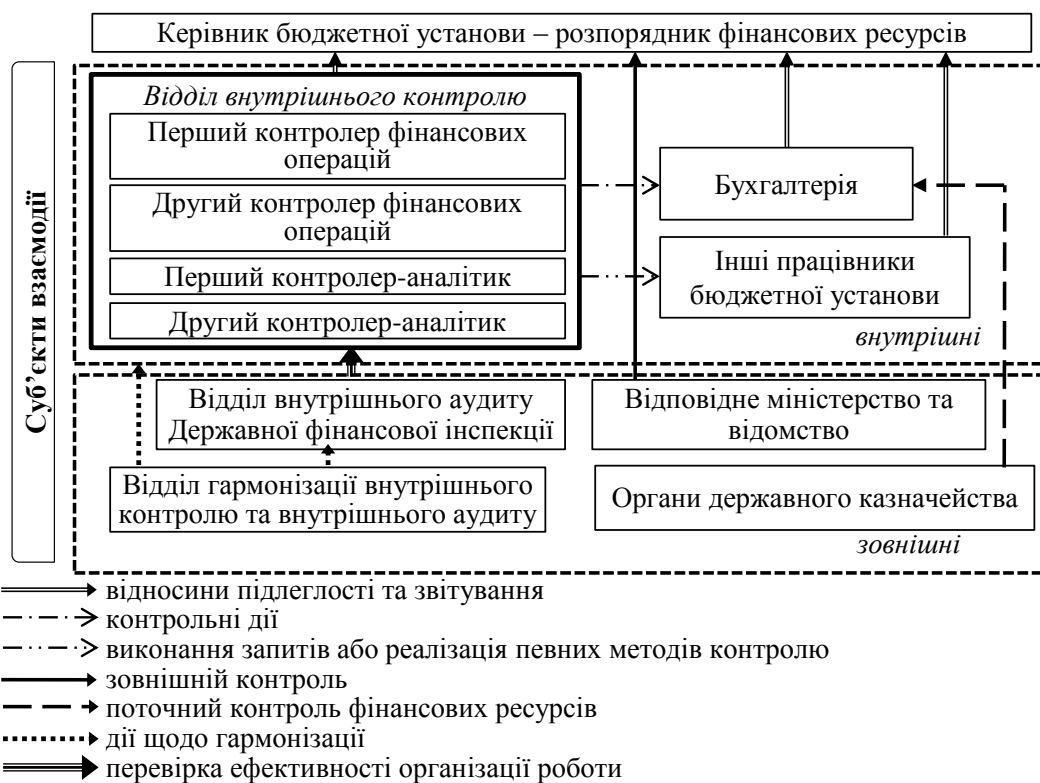 Керівник бюджетної установи – розпорядник фінансових ресурсів
Суб’єкти взаємодії
Відділ внутрішнього контролю
Перший контролер фінансових
операцій
Другий контролер фінансових
операцій
Перший контролер-аналітик
Другий контролер-аналітик
Бухгалтерія
Інші працівники
бюджетної установи
внутрішні
Відділ внутрішнього аудиту
Державної фінансової інспекції
Відповідне міністерство та
відомство
Відділ гармонізації внутрішнього
контролю та внутрішнього аудиту
Органи державного казначейства
зовнішні
відносини підлеглості та звітування
контрольні дії
виконання запитів або реалізація певних методів контролю
зовнішній контроль
поточний контроль фінансових ресурсів
дії щодо гармонізації
перевірка ефективності організації роботи